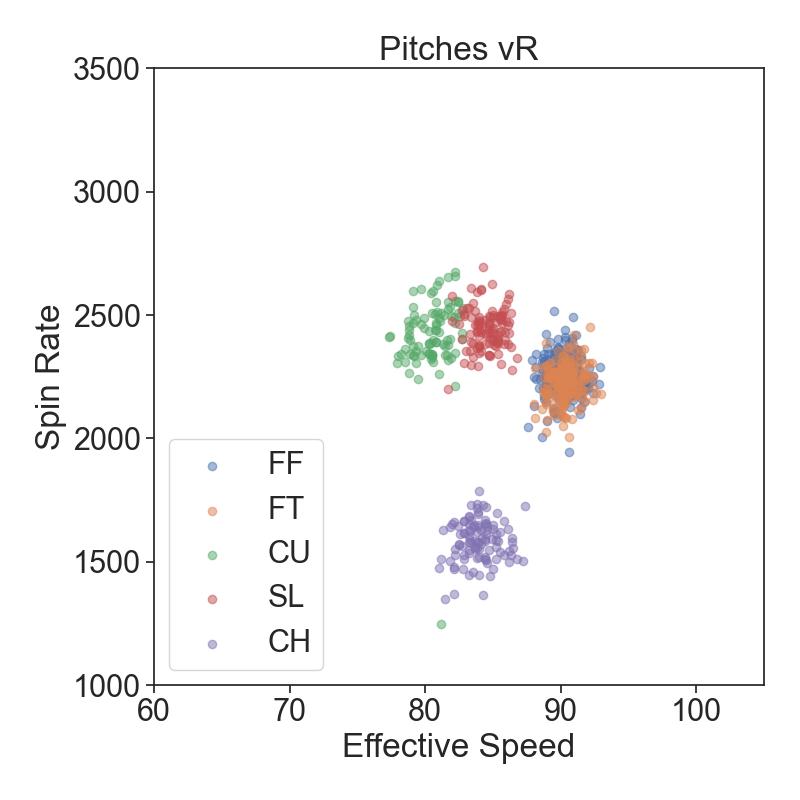 Pitches vR
3500
3000
2500
2000
1500
1000
Spin Rate
FF
FT
CU
SL
CH
60 70 80 90 100
Effective Speed